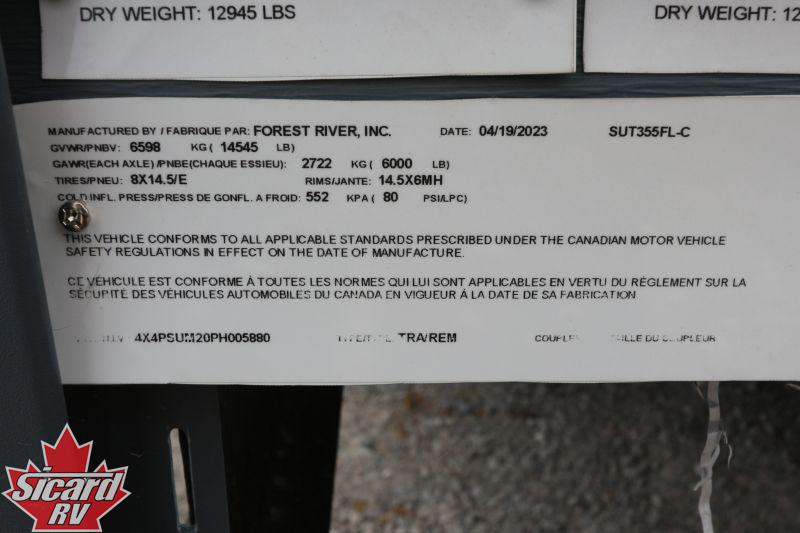 DRY WEIGHT: 12945 LBS
DRY WEIGHT: 12
MANUFACTURED BY / FABRIQUE PAR: FOREST RIVER, INC. DATE: 04/19/2023 SUT355FL-C
GVWR/PNBV: 6598 KG ( 14545 LB)
GAWR(EACH AXLE) /PNBE(CHAQUE ESSIEU): 2722 KG ( 6000 LB)
TIRES/PNEU: 8X14.5/E RIMS/JANTE: 14.5X6MH
COLD INFL. PRESS/PRESS DE GONFL. A FROID: 552 KPA ( 80 PSI/LPC)
THIS VEHICLE CONFORMS TO ALL APPLICABLE STANDARDS PRESCRIBED UNDER THE CANADIAN MOTOR VEHICLE
SAFETY REGULATIONS IN EFFECT ON THE DATE OF MANUFACTURE.
CE VÉHICULE EST CONFORME À TOUTES LES NORMES QUI LUI SONT APPLICABLES EN VERTU DU RÈGLEMENT SUR LA
SÉCURITÉ DES VÉHICULES AUTOMOBILES DU CANADA EN VIGUEUR À LA DATE DE SA FABRICATION
4X4PSUM20PH005880 TRA/REM DU
Sicard
RV